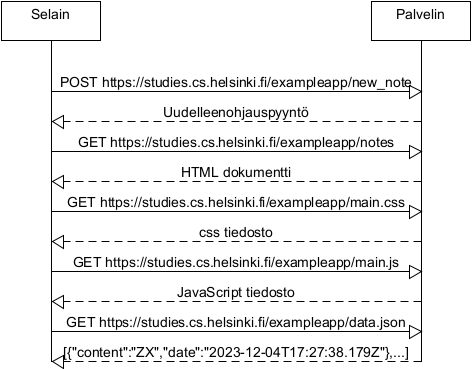 Selain Palvelin
POST https://studies.cs.helsinki.fi/exampleapp/new_note
Uudelleenohjauspyyntö
GET https://studies.cs.helsinki.fi/exampleapp/notes
HTML dokumentti
GET https://studies.cs.helsinki.fi/exampleapp/main.css
css tiedosto
GET https://studies.cs.helsinki.fi/exampleapp/main.js
JavaScript tiedosto
GET https://studies.cs.helsinki.fi/exampleapp/data.json
[{"content":"ZX","date":"2023-12-04T17:27:38.179Z"},...]